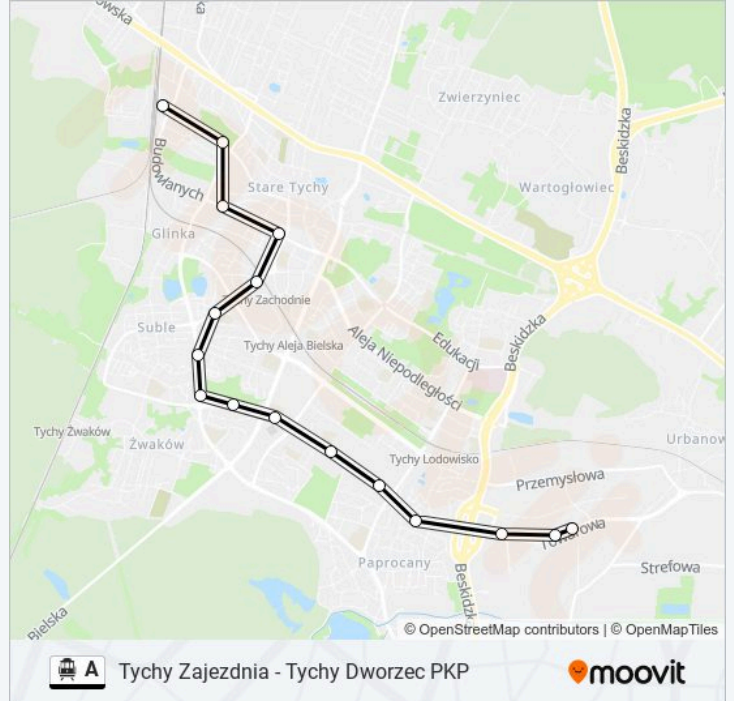 owska
Zwierzyniec
Beskidzka
Budowlanych
Stare Tychy
Wartogłowiec
Glinka
Tychy Zachodnie
Suble
Tychy Aleja Bielska
Aleja Niepodległości
Edukacji
Beskidzka
Tychy Żwaków
Żwaków
Urbanow
Tychy Lodowisko
Przemysłowa
Towarowa
Paprocany
Strefowa
Beskidzka
Bielska
© OpenStreetMap contributors | © OpenMapTiles
A Tychy Zajezdnia - Tychy Dworzec PKP
moovit